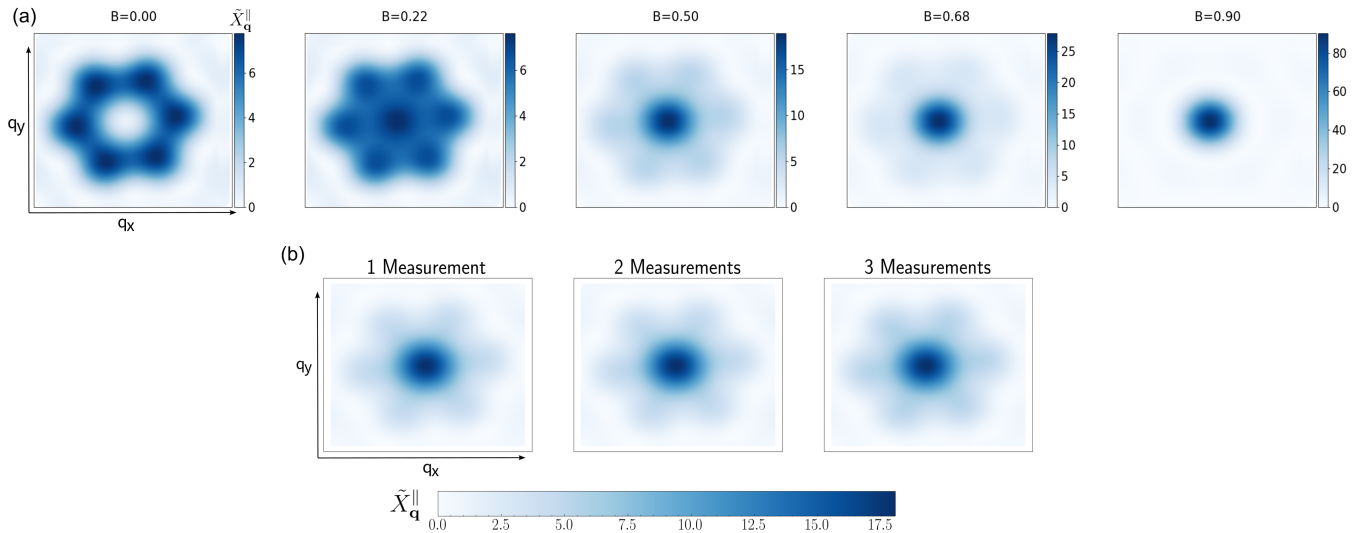 (a)
B=0.00
B=0.22
B=0.50
B=0.68
B=0.90
X̃_q^∥
6
4
2
0
6
4
2
0
15
10
5
0
25
20
15
10
5
0
80
60
40
20
0
q_y
q_x
(b)
1 Measurement
2 Measurements
3 Measurements
q_y
q_x
X̃_q^∥
0.0 2.5 5.0 7.5 10.0 12.5 15.0 17.5